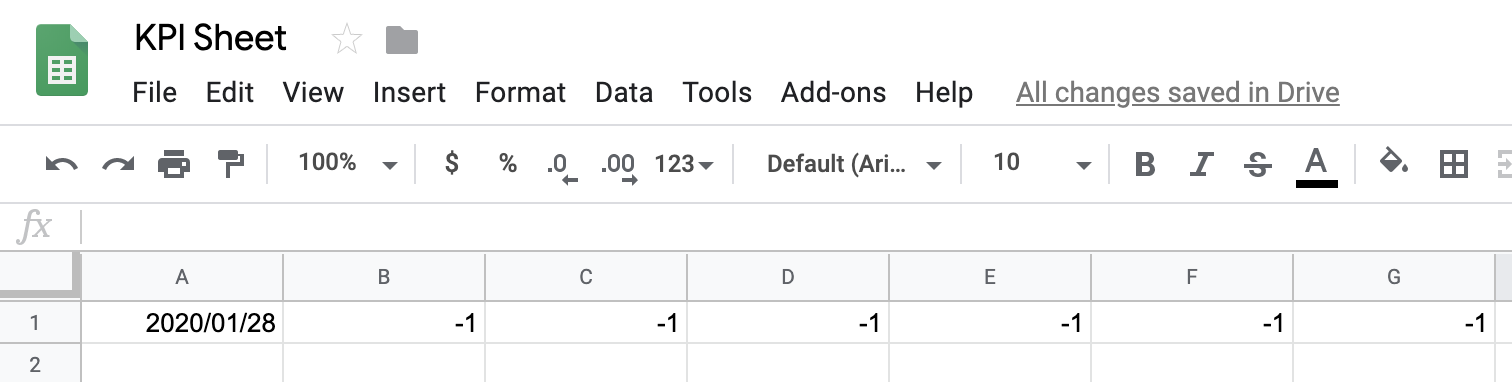 KPI Sheet
File Edit View Insert Format Data Tools Add-ons Help All changes saved in Drive
100% $ % .0 .00 123 Default (Ari... 10 B I S A
fx
A B C D E F G
1 2020/01/28 -1 -1 -1 -1 -1 -1
2